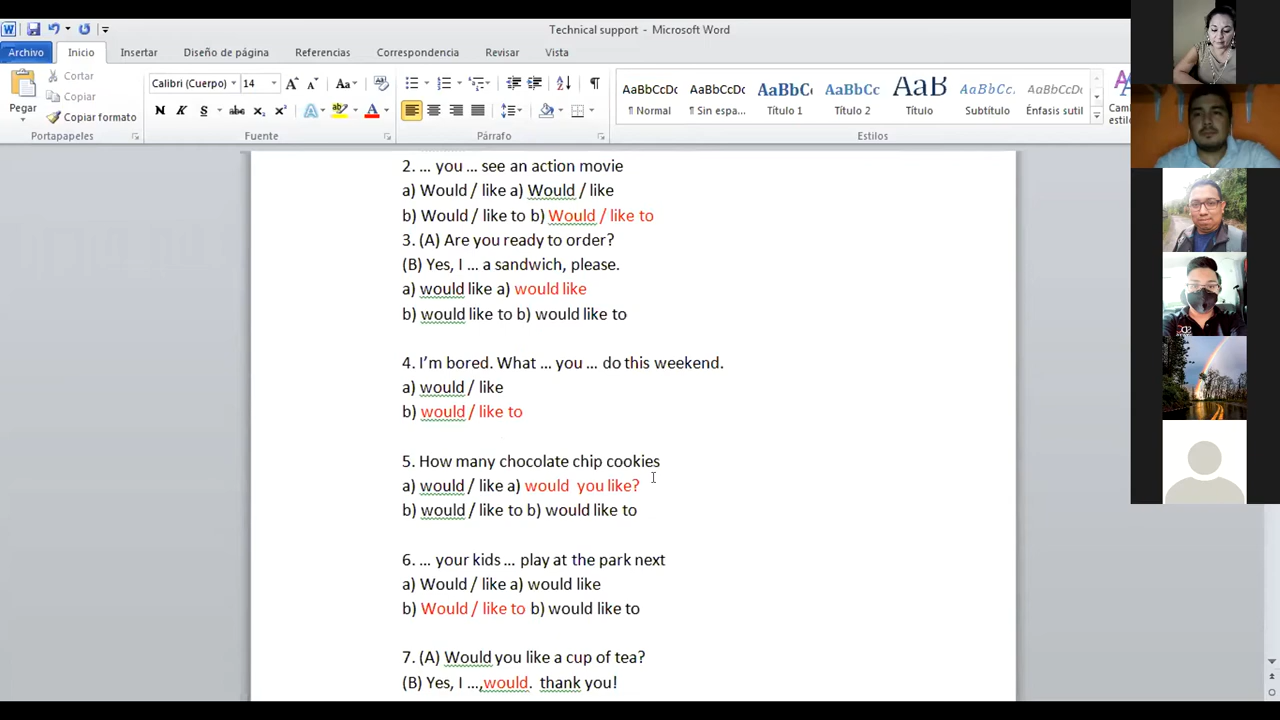 Technical support - Microsoft Word
Archivo Inicio Insertar Diseño de página Referencias Correspondencia Revisar Vista
Pegar
Cortar
Copiar
Copiar formato
Portapapeles
Calibri (Cuerpo) 14
N K S abc x₂ x²
Fuente
Párrafo
AaBbCcDc AaBbCcDc AaBbCc AaBbCc AaB AaBbCc. AaBbCcDc
¶ Normal ¶ Sin espa... Título 1 Título 2 Título Subtítulo Énfasis sutil
Estilos
2. ... you ... see an action movie
a) Would / like a) Would / like
b) Would / like to b) Would / like to
3. (A) Are you ready to order?
(B) Yes, I ... a sandwich, please.
a) would like a) would like
b) would like to b) would like to
4. I'm bored. What ... you ... do this weekend.
a) would / like
b) would / like to
5. How many chocolate chip cookies
a) would / like a) would you like?
b) would / like to b) would like to
6. ... your kids ... play at the park next
a) Would / like a) would like
b) Would / like to b) would like to
7. (A) Would you like a cup of tea?
(B) Yes, I ...,would. thank you!